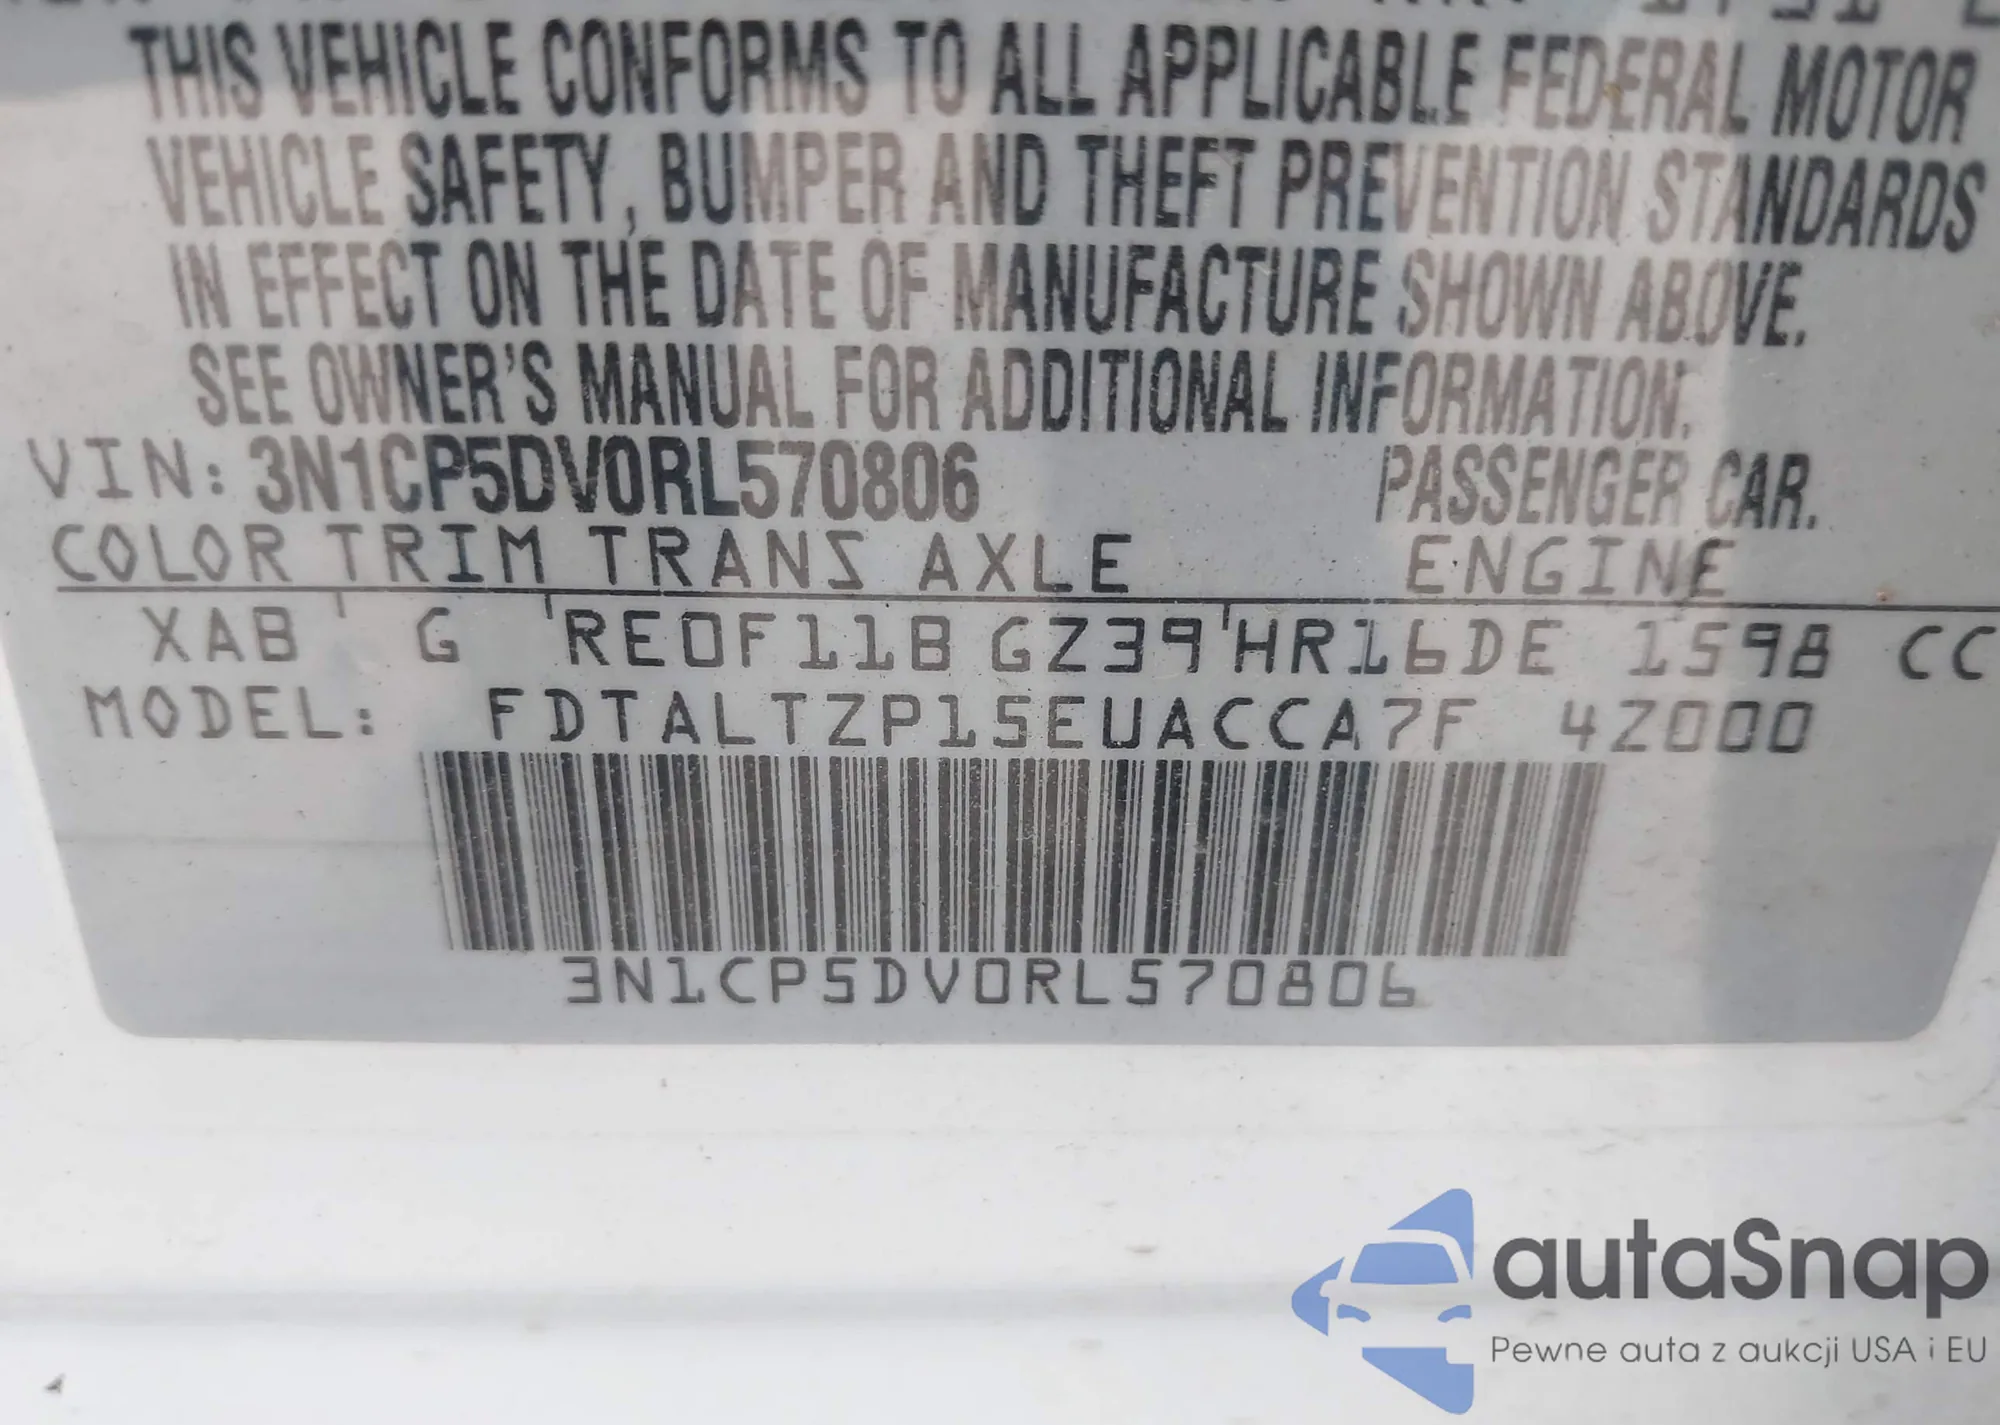 THIS VEHICLE CONFORMS TO ALL APPLICABLE FEDERAL MOTOR
VEHICLE SAFETY, BUMPER AND THEFT PREVENTION STANDARDS
IN EFFECT ON THE DATE OF MANUFACTURE SHOWN ABOVE.
SEE OWNER'S MANUAL FOR ADDITIONAL INFORMATION.
VIN: 3N1CP5DV0RL570806 PASSENGER CAR.
COLOR TRIM TRANS AXLE ENGINE
XAB G RE0F11B GZ39 HR16DE 1598 CC
MODEL: FDTALTZP15EUACCA7F 4Z000
3N1CP5DV0RL570806
autaSnap
Pewne auta z aukcji USA i EU